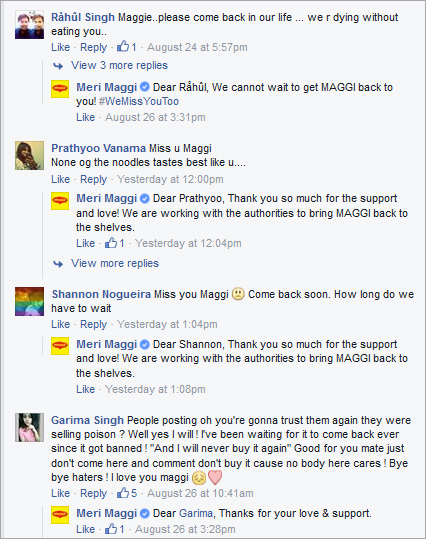 Råhûl Singh Maggie..please come back in our life ... we r dying without
eating you..
Like · Reply · 1 · August 24 at 5:57pm
View 3 more replies
Meri Maggi Dear Råhûl, We cannot wait to get MAGGI back to
you! #WeMissYouToo
Like · August 26 at 3:31pm
Prathyoo Vanama Miss u Maggi
None og the noodles tastes best like u....
Like · Reply · Yesterday at 12:00pm
Meri Maggi Dear Prathyoo, Thank you so much for the support
and love! We are working with the authorities to bring MAGGI back to
the shelves.
Like · 1 · Yesterday at 12:04pm
View more replies
Shannon Nogueira Miss you Maggi Come back soon. How long do we
have to wait
Like · Reply · Yesterday at 1:04pm
Meri Maggi Dear Shannon, Thank you so much for the support
and love! We are working with the authorities to bring MAGGI back to
the shelves.
Like · Yesterday at 1:08pm
Garima Singh People posting oh you're gonna trust them again they were
selling poison ? Well yes I will ! I've been waiting for it to come back ever
since it got banned ! "And I will never buy it again" Good for you mate just
don't come here and comment don't buy it cause no body here cares ! Bye
bye haters ! I love you maggi
Like · Reply · 5 · August 26 at 10:41am
Meri Maggi Dear Garima, Thanks for your love & support.
Like · 1 · August 26 at 3:28pm